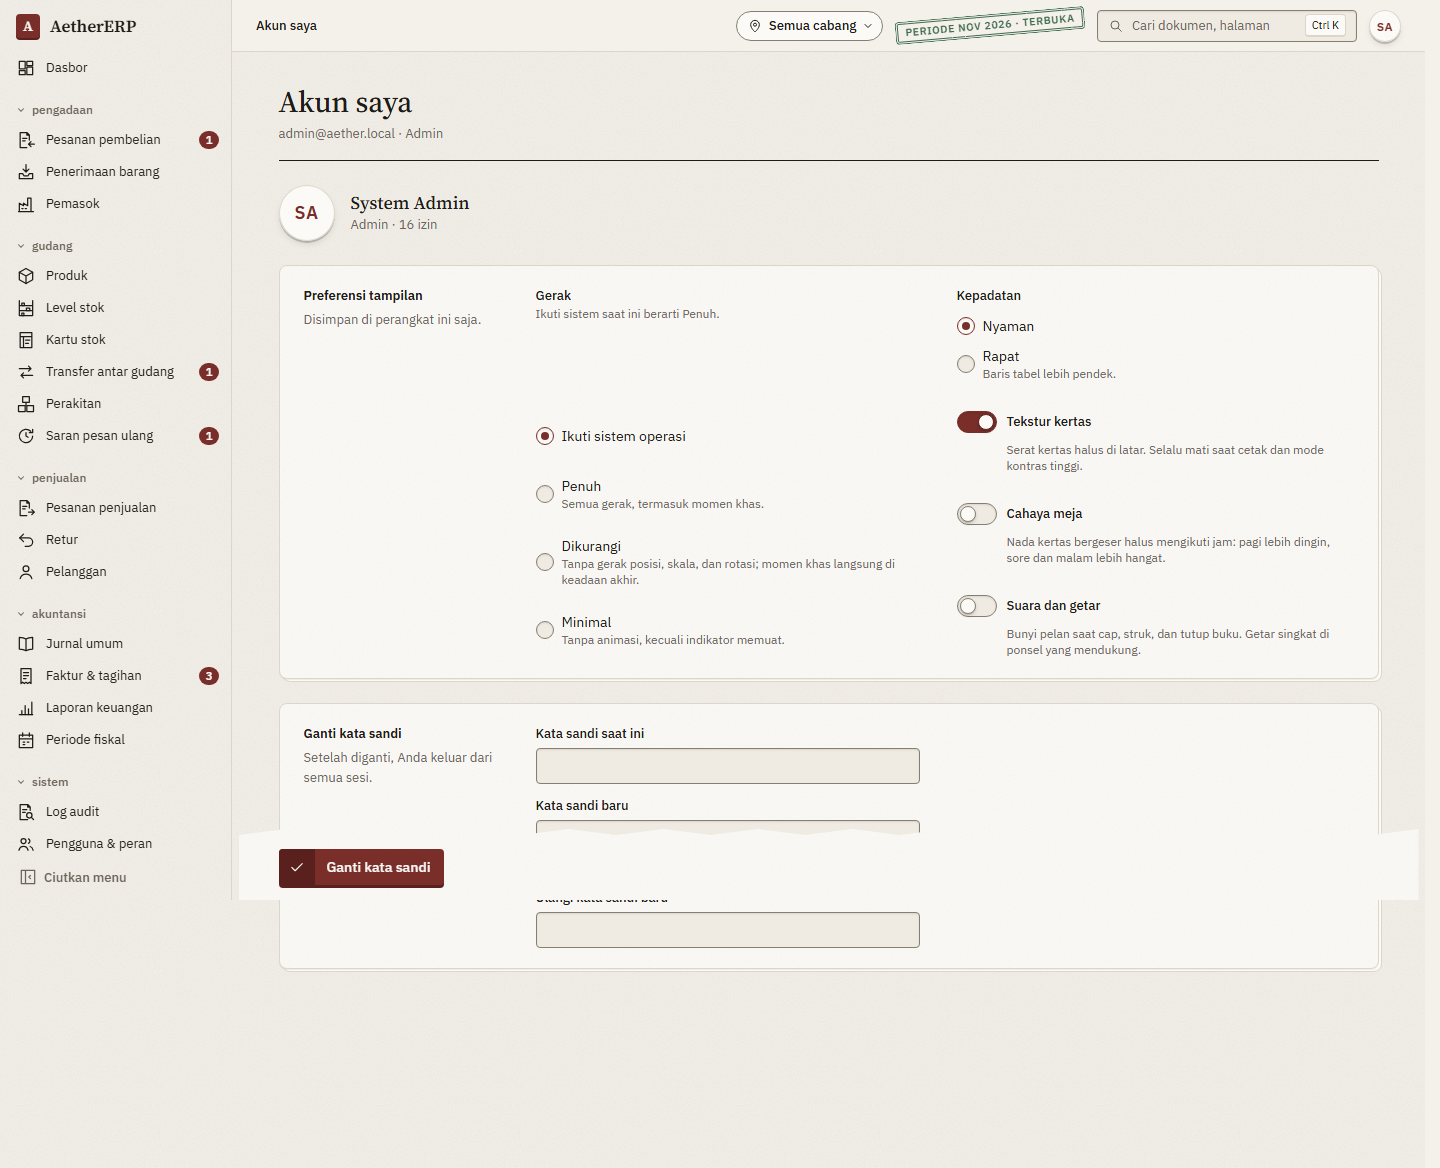 A AetherERP
Akun saya
Semua cabang
PERIODE NOV 2026 · TERBUKA
Cari dokumen, halaman
Ctrl K
SA
Dasbor
pengadaan
Pesanan pembelian 1
Penerimaan barang
Pemasok
gudang
Produk
Level stok
Kartu stok
Transfer antar gudang 1
Perakitan
Saran pesan ulang 1
penjualan
Pesanan penjualan
Retur
Pelanggan
akuntansi
Jurnal umum
Faktur & tagihan 3
Laporan keuangan
Periode fiskal
sistem
Log audit
Pengguna & peran
Ciutkan menu
Akun saya
admin@aether.local · Admin
SA
System Admin
Admin · 16 izin
Preferensi tampilan
Disimpan di perangkat ini saja.
Gerak
Ikuti sistem saat ini berarti Penuh.
Ikuti sistem operasi
Penuh
Semua gerak, termasuk momen khas.
Dikurangi
Tanpa gerak posisi, skala, dan rotasi; momen khas langsung di
keadaan akhir.
Minimal
Tanpa animasi, kecuali indikator memuat.
Kepadatan
Nyaman
Rapat
Baris tabel lebih pendek.
Tekstur kertas
Serat kertas halus di latar. Selalu mati saat cetak dan mode
kontras tinggi.
Cahaya meja
Nada kertas bergeser halus mengikuti jam: pagi lebih dingin,
sore dan malam lebih hangat.
Suara dan getar
Bunyi pelan saat cap, struk, dan tutup buku. Getar singkat di
ponsel yang mendukung.
Ganti kata sandi
Setelah diganti, Anda keluar dari
semua sesi.
Kata sandi saat ini
Kata sandi baru
Ganti kata sandi